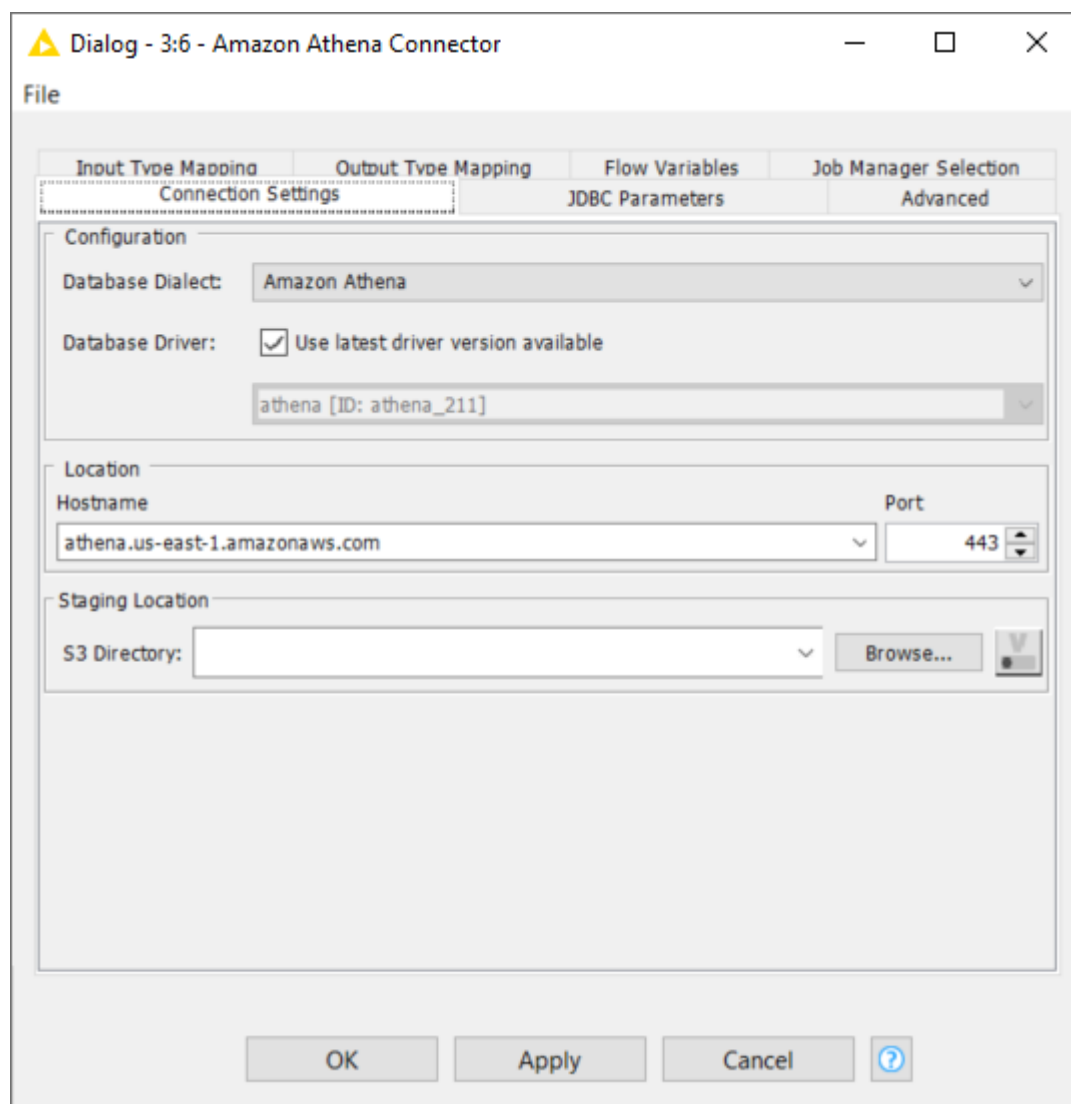 Dialog - 3:6 - Amazon Athena Connector
File
Input Type Mapping Output Type Mapping Flow Variables Job Manager Selection
Connection Settings JDBC Parameters Advanced
Configuration
Database Dialect: Amazon Athena
Database Driver: Use latest driver version available
athena [ID: athena_211]
Location
Hostname Port
athena.us-east-1.amazonaws.com 443
Staging Location
S3 Directory: Browse... V
OK Apply Cancel ?